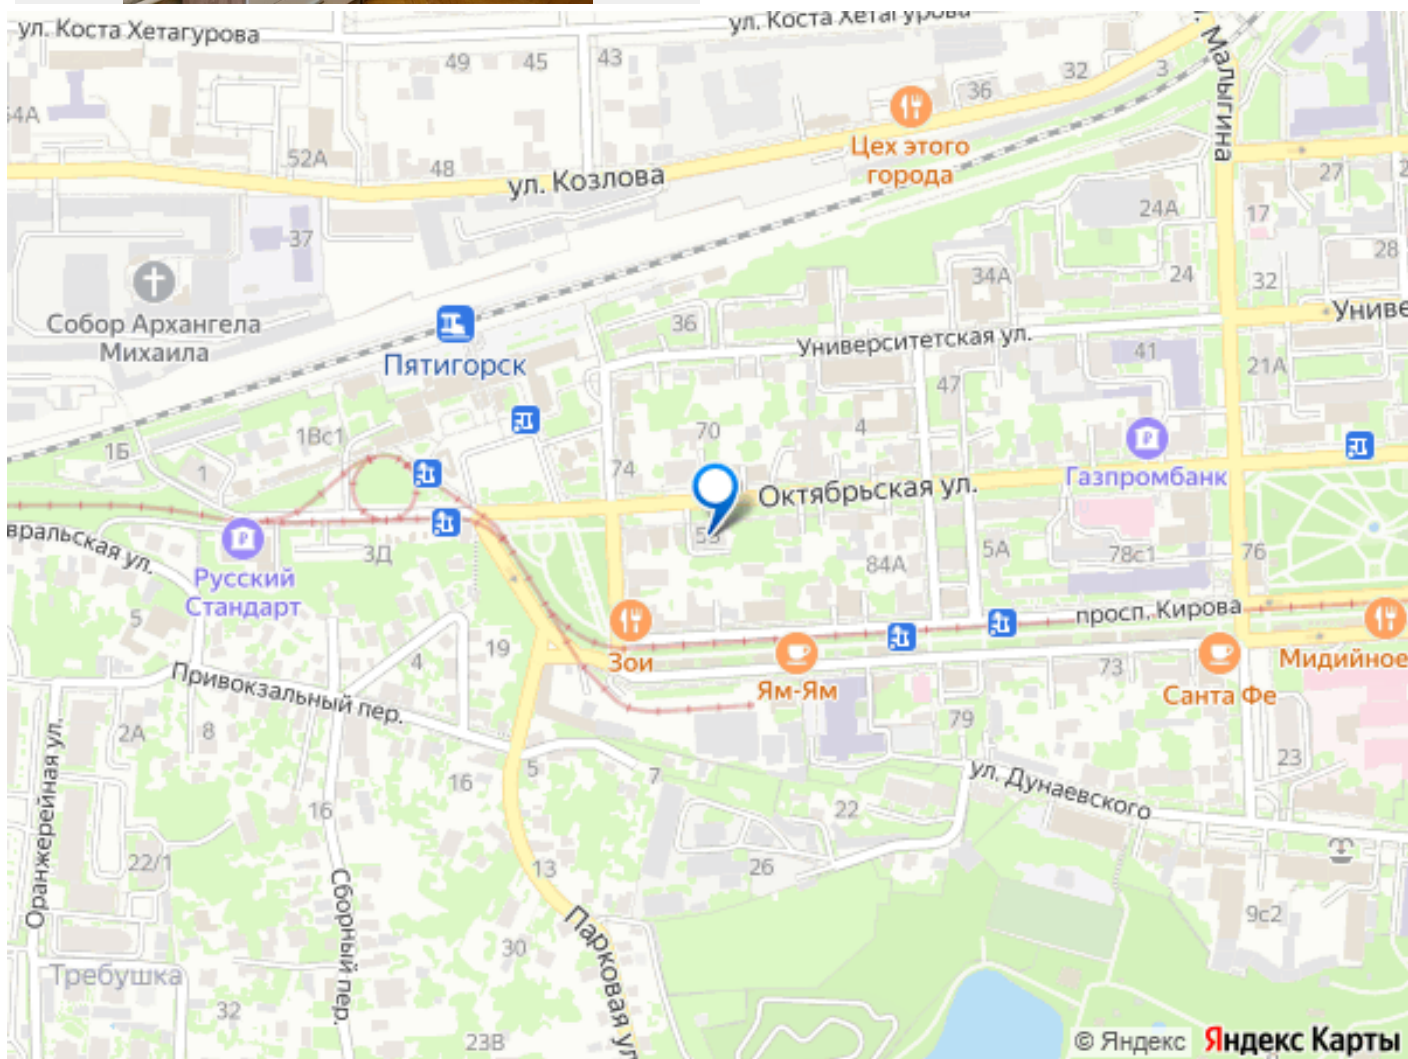 ул. Коста Хетагурова
ул. Коста Хетагурова
Малыгина
49
45
43
32
3
36
54А
Цех этого
города
52А
48
ул. Козлова
27
24А
17
37
28
34А
24
32
Собор Архангела
Михаила
36
Униве
Пятигорск
Университетская ул.
41
21А
47
1Вс1
70
4
1Б
1
74
Газпромбанк
Октябрьская ул.
вральская ул.
3Д
84А
5А
78с1
76
Русский
Стандарт
5
просп. Кирова
19
4
Зои
Ям-Ям
73
Санта Фе
Мидийное
Привокзальный пер.
2А
8
79
23
5
7
16
ул. Дунаевского
16
22
Оранжерейная ул.
22/1
13
26
Сборный пер.
9с2
30
Парковая ул
Требушка
32
23В
© Яндекс Яндекс Карты